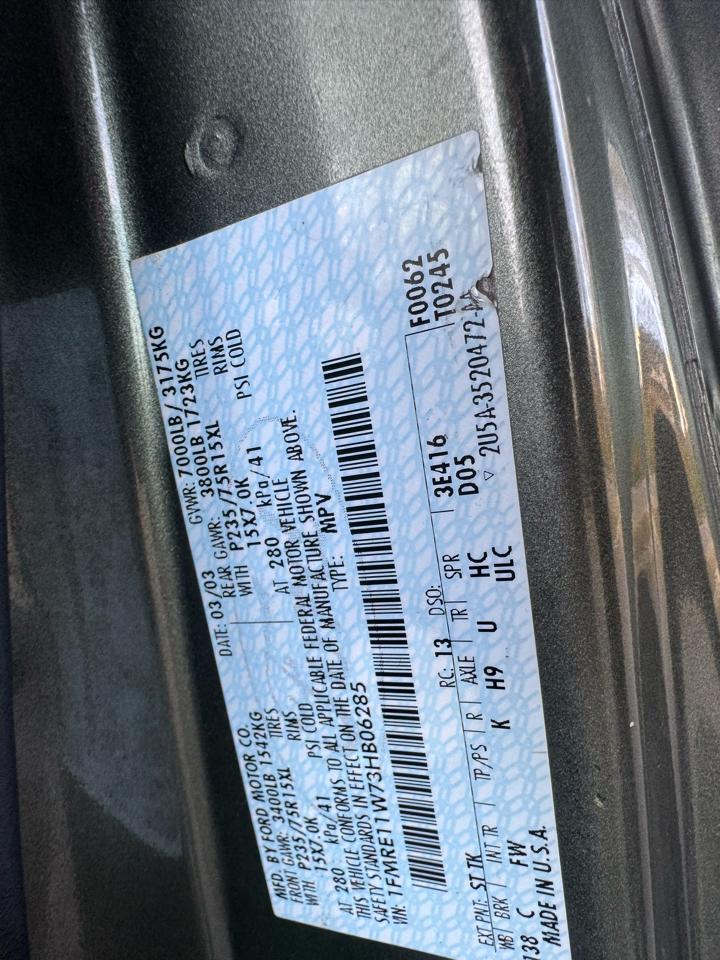 MFD. BY FORD MOTOR CO. DATE: 03/03 GVWR: 7000LB/3175KG
FRONT GAWR: 3400LB 1542KG REAR GAWR: 3800LB 1723KG
WITH P235/75R15XL TIRES WITH P235/75R15XL TIRES
15X7.0K RIMS 15X7.0K RIMS
AT 280 kPa/41 PSI COLD AT 280 kPa/41 PSI COLD
THIS VEHICLE CONFORMS TO ALL APPLICABLE FEDERAL MOTOR VEHICLE
SAFETY STANDARDS IN EFFECT ON THE DATE OF MANUFACTURE SHOWN ABOVE.
VIN: 1FMRE11W73HB06285 TYPE: MPV
F0062
T0245
EXT PNT: ST TK RC: 13 DSO: 3E416
WB BRK INT TR TP/PS R AXLE TR SPR D05
138 C FW K H9 U HC
ULC
MADE IN U.S.A. ▽ 2U5A-3520472-AA